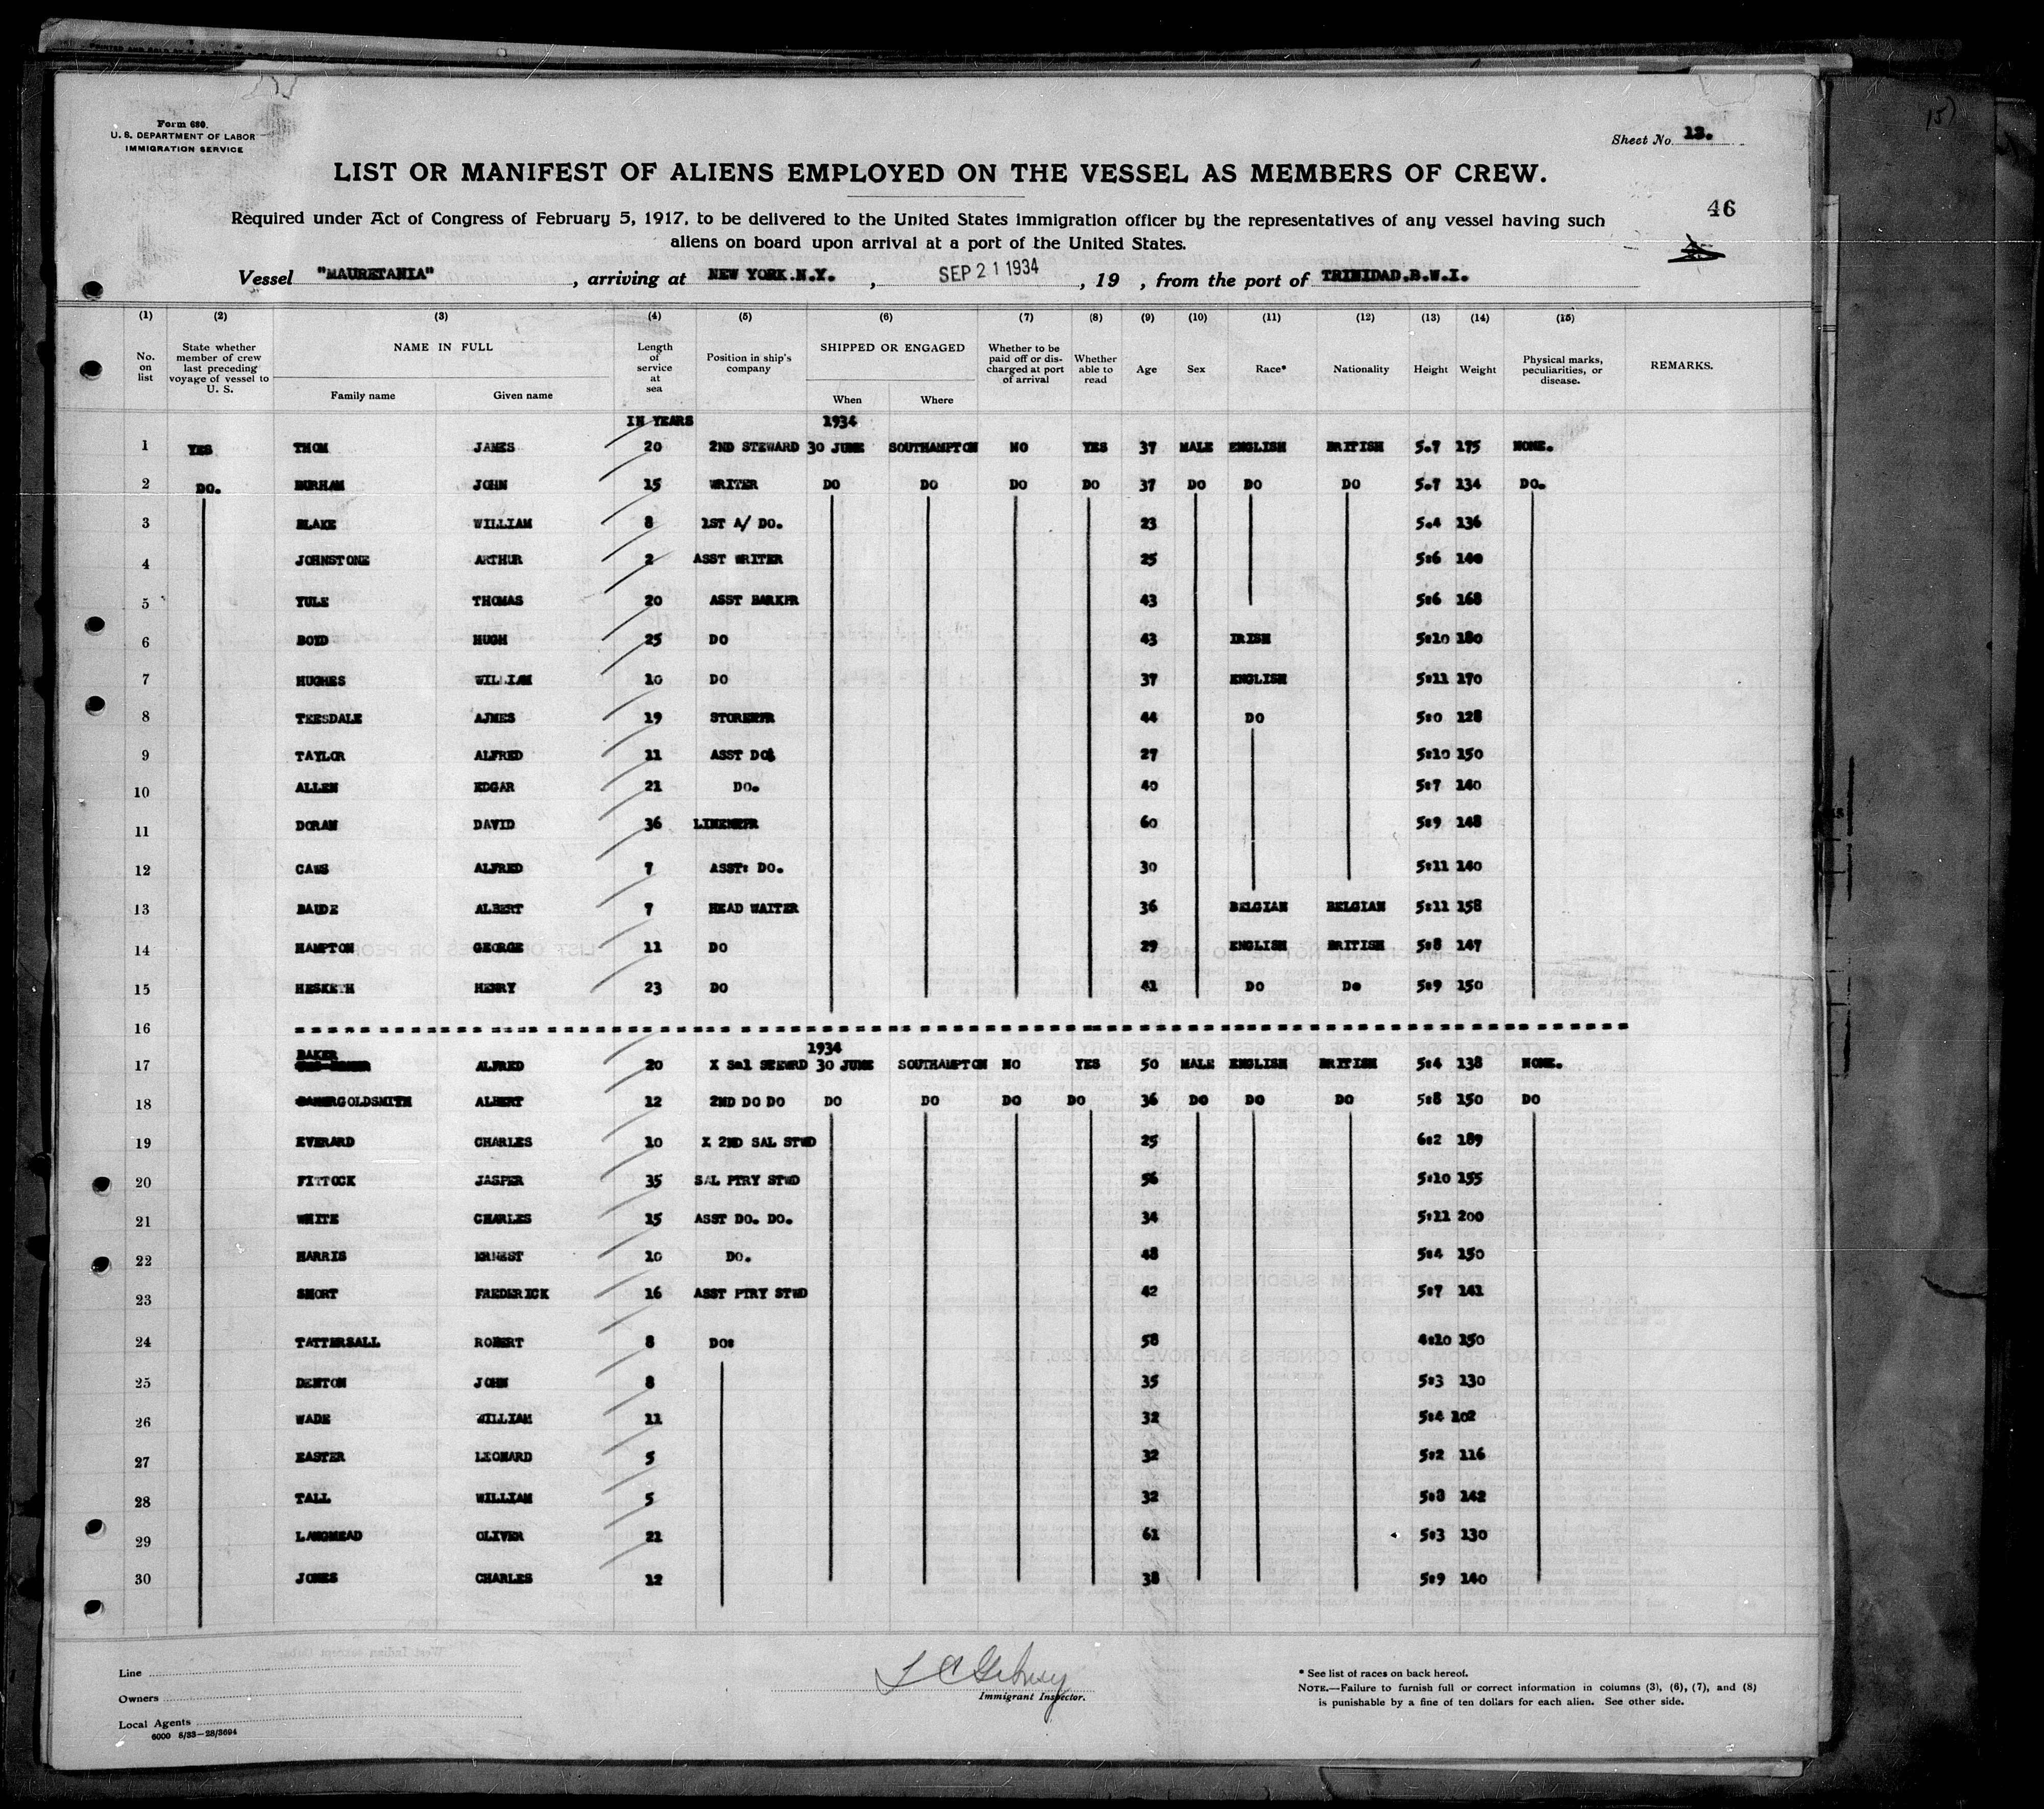 Form 680.
U. S. DEPARTMENT OF LABOR
IMMIGRATION SERVICE
Sheet No. 13.
LIST OR MANIFEST OF ALIENS EMPLOYED ON THE VESSEL AS MEMBERS OF CREW.
46
Required under Act of Congress of February 5, 1917, to be delivered to the United States immigration officer by the representatives of any vessel having such
aliens on board upon arrival at a port of the United States.
Vessel "MAURETANIA", arriving at NEW YORK.N.Y., SEP 21 1934, 19 , from the port of TRINIDAD.B.W.I.
(1) (2) (3) (4) (5) (6) (7) (8) (9) (10) (11) (12) (13) (14) (15)
No. on list State whether member of crew last preceding voyage of vessel to U. S. NAME IN FULL Family name Given name Length of service at sea Position in ship's company SHIPPED OR ENGAGED When Where Whether to be paid off or discharged at port of arrival Whether able to read Age Sex Race* Nationality Height Weight Physical marks, peculiarities, or disease. REMARKS.
IN YEARS 1934
1 YES THOM JAMES 20 2ND STEWARD 30 JUNE SOUTHAMPTON NO YES 37 MALE ENGLISH BRITISH 5.7 175 NONE.
2 DO. DURHAM JOHN 15 WRITER DO DO DO DO 37 DO DO DO 5.7 134 DO.
3 BLAKE WILLIAM 8 1ST A/ DO. 23 5.4 136
4 JOHNSTONE ARTHUR 2 ASST WRITER 25 5:6 140
5 YULE THOMAS 20 ASST BARKPR 43 5:6 168
6 BOYD HUGH 25 DO 43 IRISH 5:10 180
7 HUGHES WILLIAM 10 DO 37 ENGLISH 5:11 170
8 TEESDALE AJMES 19 STOREKPR 44 DO 5:0 128
9 TAYLOR ALFRED 11 ASST DO 27 5:10 150
10 ALLEN EDGAR 21 DO. 40 5:7 140
11 DORAN DAVID 36 LINENKPR 60 5:9 148
12 CAWS ALFRED 7 ASST: DO. 30 5:11 140
13 BAUDE ALBERT 7 HEAD WAITER 36 BELGIAN BELGIAN 5:11 158
14 HAMPTON GEORGE 11 DO 29 ENGLISH BRITISH 5:8 147
15 HESKETH HENRY 23 DO 41 DO Do 5:9 150
16
1934
17 BAKER ALFRED 20 X Sal STEWRD 30 JUNE SOUTHAMPTON NO YES 50 MALE ENGLISH BRITISH 5:4 138 NONE.
18 GOLDSMITH ALBERT 12 2ND DO DO DO DO DO DO 36 DO DO DO 5:8 150 DO
19 EVERARD CHARLES 10 X 2ND SAL STWD 25 6:2 189
20 FITTOCK JASPER 35 SAL PTRY STWD 56 5:10 155
21 WHITE CHARLES 15 ASST DO. DO. 34 5:11 200
22 HARRIS ERNEST 10 DO. 48 5:4 150
23 SHORT FREDERICK 16 ASST PTRY STWD 42 5:7 141
24 TATTERSALL ROBERT 8 DO: 58 4:10 150
25 DENTON JOHN 8 35 5:3 130
26 WADE WILLIAM 11 32 5:4 102
27 EASTER LEONARD 5 32 5:2 116
28 TALL WILLIAM 5 32 5:8 142
29 LANGMEAD OLIVER 21 61 5:3 130
30 JONES CHARLES 12 38 5:9 140
Line
Owners
Local Agents
6000 8/33—28/3694
Immigrant Inspector.
* See list of races on back hereof.
NOTE.—Failure to furnish full or correct information in columns (3), (6), (7), and (8)
is punishable by a fine of ten dollars for each alien. See other side.